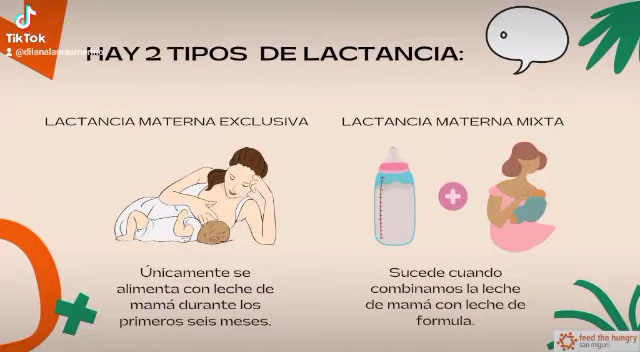 TikTok
HAY 2 TIPOS DE LACTANCIA:
LACTANCIA MATERNA EXCLUSIVA
Únicamente se
alimenta con leche de
mamá durante los
primeros seis meses.
LACTANCIA MATERNA MIXTA
Sucede cuando
combinamos la leche
de mamá con leche de
formula.
feed the hungry
san miguel